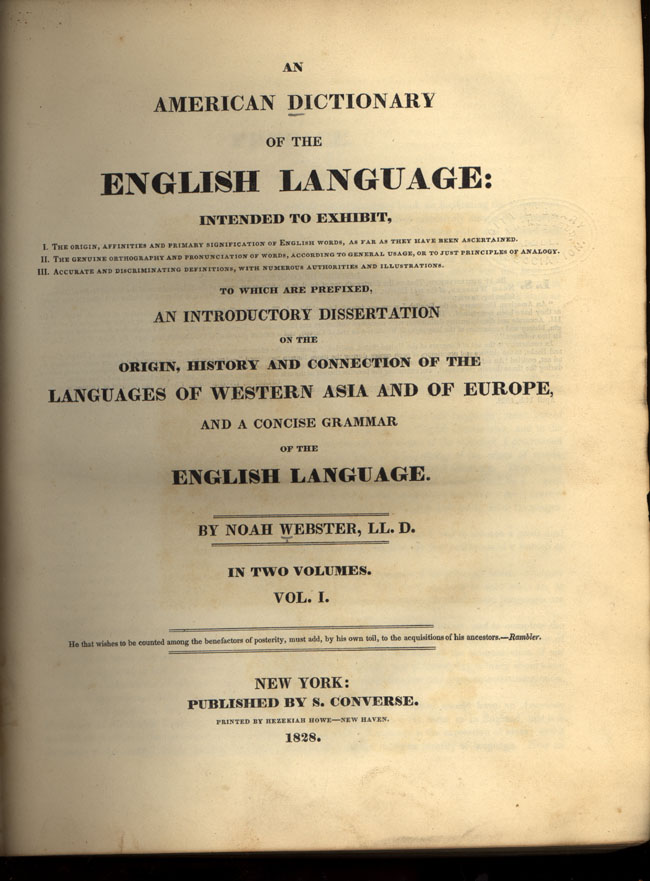 AN
AMERICAN DICTIONARY
OF THE
ENGLISH LANGUAGE:
INTENDED TO EXHIBIT,
I. THE ORIGIN, AFFINITIES AND PRIMARY SIGNIFICATION OF ENGLISH WORDS, AS FAR AS THEY HAVE BEEN ASCERTAINED.
II. THE GENUINE ORTHOGRAPHY AND PRONUNCIATION OF WORDS, ACCORDING TO GENERAL USAGE, OR TO JUST PRINCIPLES OF ANALOGY.
III. ACCURATE AND DISCRIMINATING DEFINITIONS, WITH NUMEROUS AUTHORITIES AND ILLUSTRATIONS.
TO WHICH ARE PREFIXED,
AN INTRODUCTORY DISSERTATION
ON THE
ORIGIN, HISTORY AND CONNECTION OF THE
LANGUAGES OF WESTERN ASIA AND OF EUROPE,
AND A CONCISE GRAMMAR
OF THE
ENGLISH LANGUAGE.
BY NOAH WEBSTER, LL. D.
IN TWO VOLUMES.
VOL. I.
He that wishes to be counted among the benefactors of posterity, must add, by his own toil, to the acquisitions of his ancestors.—Rambler.
NEW YORK:
PUBLISHED BY S. CONVERSE.
PRINTED BY HEZEKIAH HOWE—NEW HAVEN.
1828.